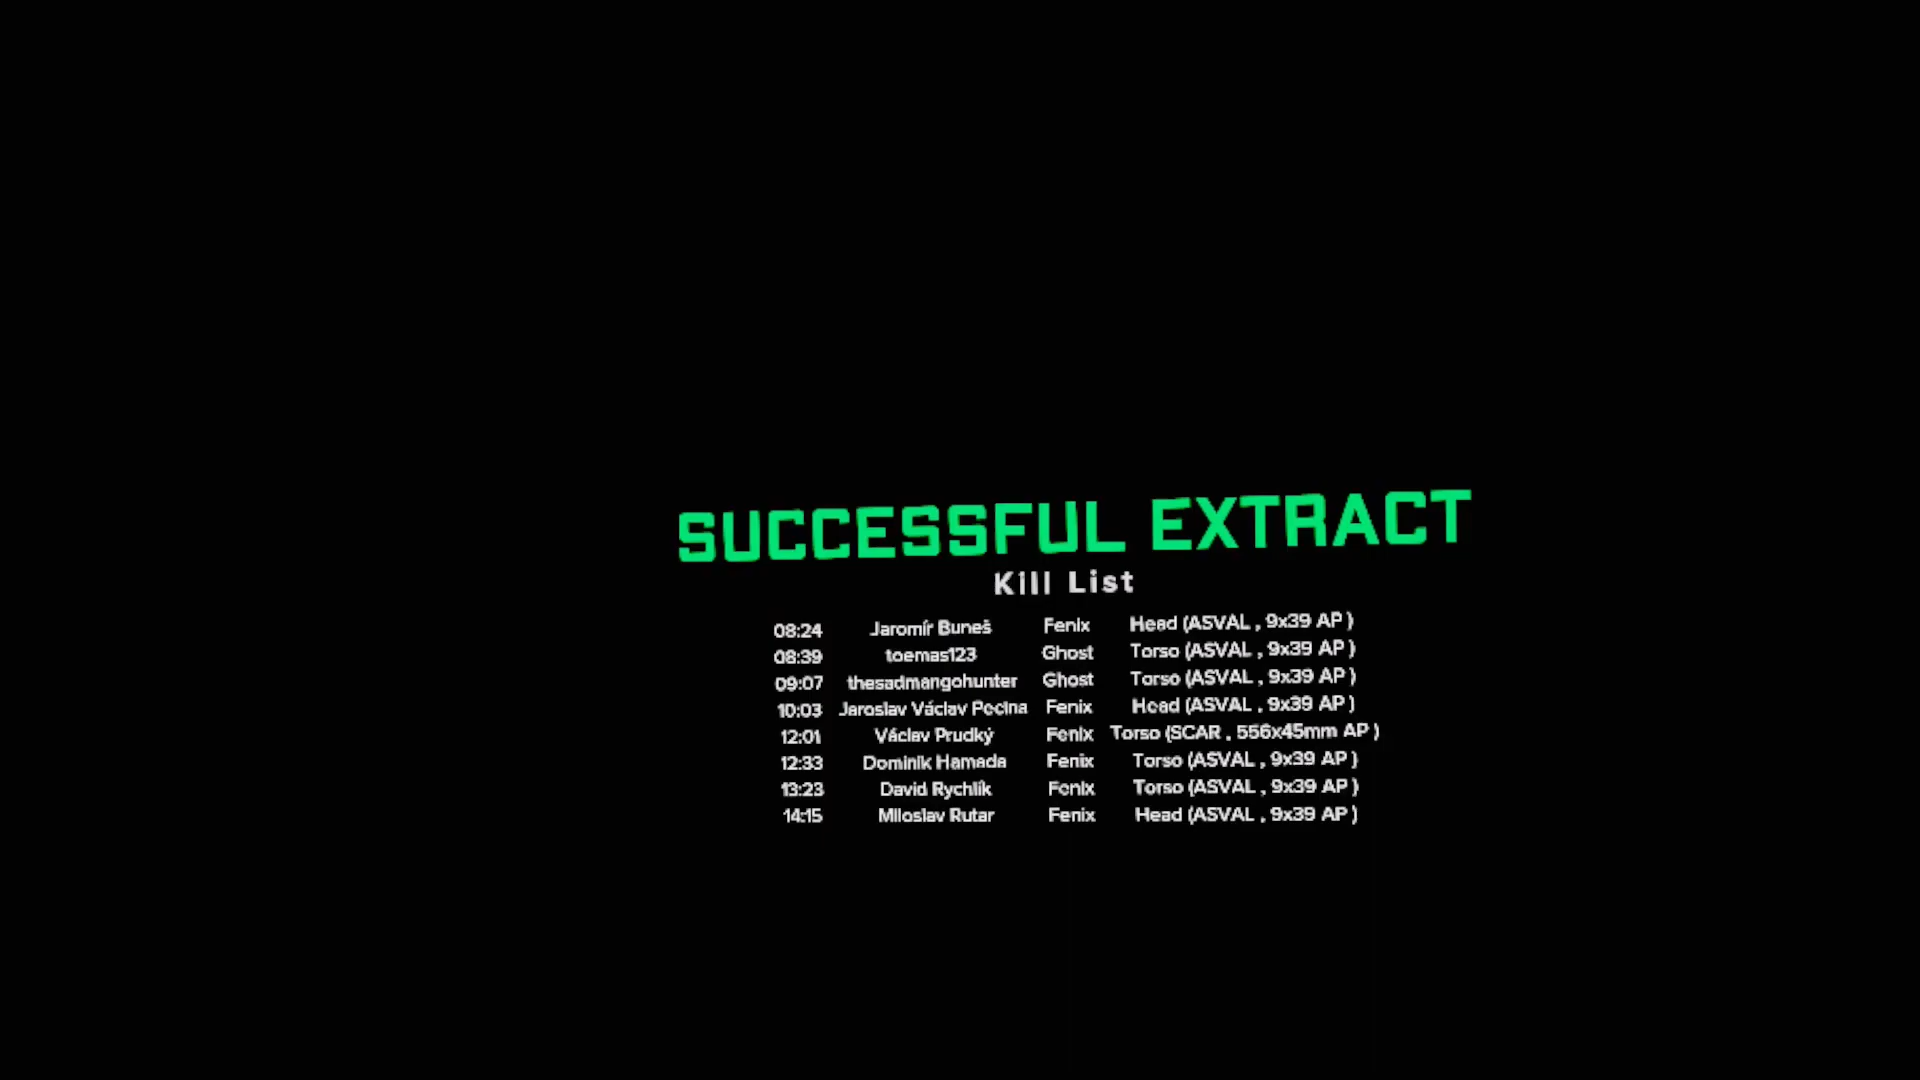 SUCCESSFUL EXTRACT
Kill List
08:24 Jaromír Buneš Fenix Head (ASVAL , 9x39 AP )
08:39 toemas123 Ghost Torso (ASVAL , 9x39 AP )
09:07 thesadmangohunter Ghost Torso (ASVAL , 9x39 AP )
10:03 Jaroslav Václav Pecina Fenix Head (ASVAL , 9x39 AP )
12:01 Václav Prudký Fenix Torso (SCAR , 556x45mm AP )
12:33 Dominik Hamada Fenix Torso (ASVAL , 9x39 AP )
13:23 David Rychlík Fenix Torso (ASVAL , 9x39 AP )
14:15 Miloslav Rutar Fenix Head (ASVAL , 9x39 AP )